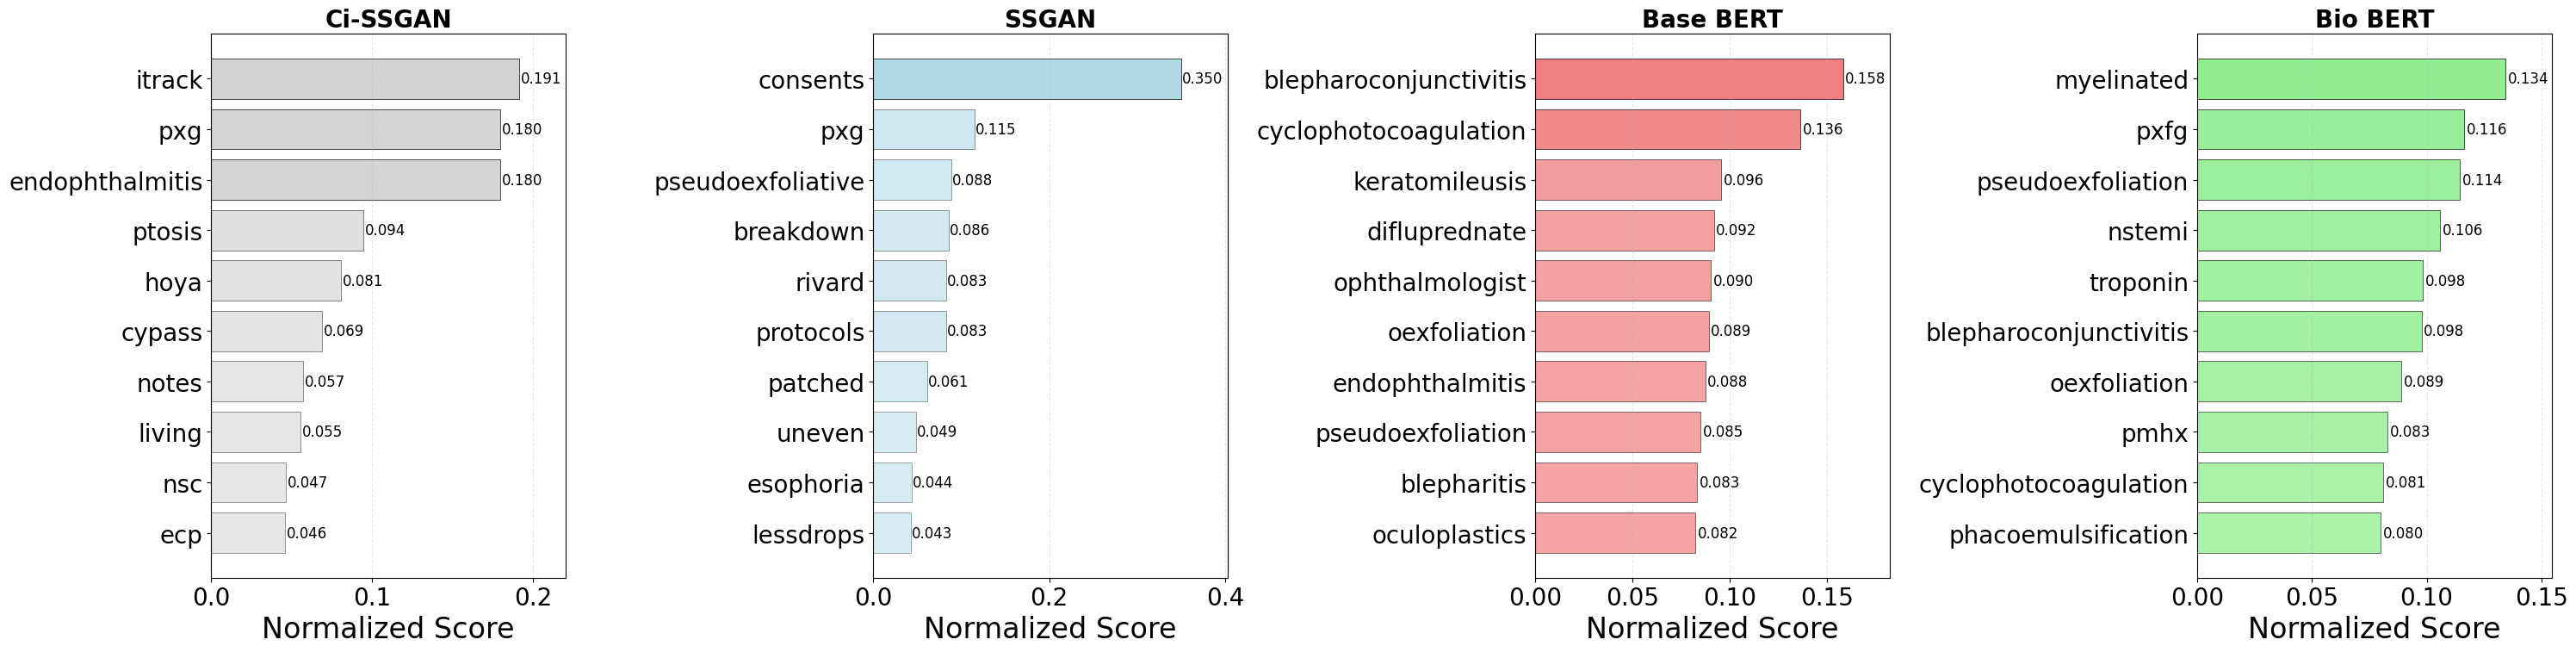 Ci-SSGAN
itrack 0.191
pxg 0.180
endophthalmitis 0.180
ptosis 0.094
hoya 0.081
cypass 0.069
notes 0.057
living 0.055
nsc 0.047
ecp 0.046
0.0 0.1 0.2
Normalized Score
SSGAN
consents 0.350
pxg 0.115
pseudoexfoliative 0.088
breakdown 0.086
rivard 0.083
protocols 0.083
patched 0.061
uneven 0.049
esophoria 0.044
lessdrops 0.043
0.0 0.2 0.4
Normalized Score
Base BERT
blepharoconjunctivitis 0.158
cyclophotocoagulation 0.136
keratomileusis 0.096
difluprednate 0.092
ophthalmologist 0.090
oexfoliation 0.089
endophthalmitis 0.088
pseudoexfoliation 0.085
blepharitis 0.083
oculoplastics 0.082
0.00 0.05 0.10 0.15
Normalized Score
Bio BERT
myelinated 0.134
pxfg 0.116
pseudoexfoliation 0.114
nstemi 0.106
troponin 0.098
blepharoconjunctivitis 0.098
oexfoliation 0.089
pmhx 0.083
cyclophotocoagulation 0.081
phacoemulsification 0.080
0.00 0.05 0.10 0.15
Normalized Score